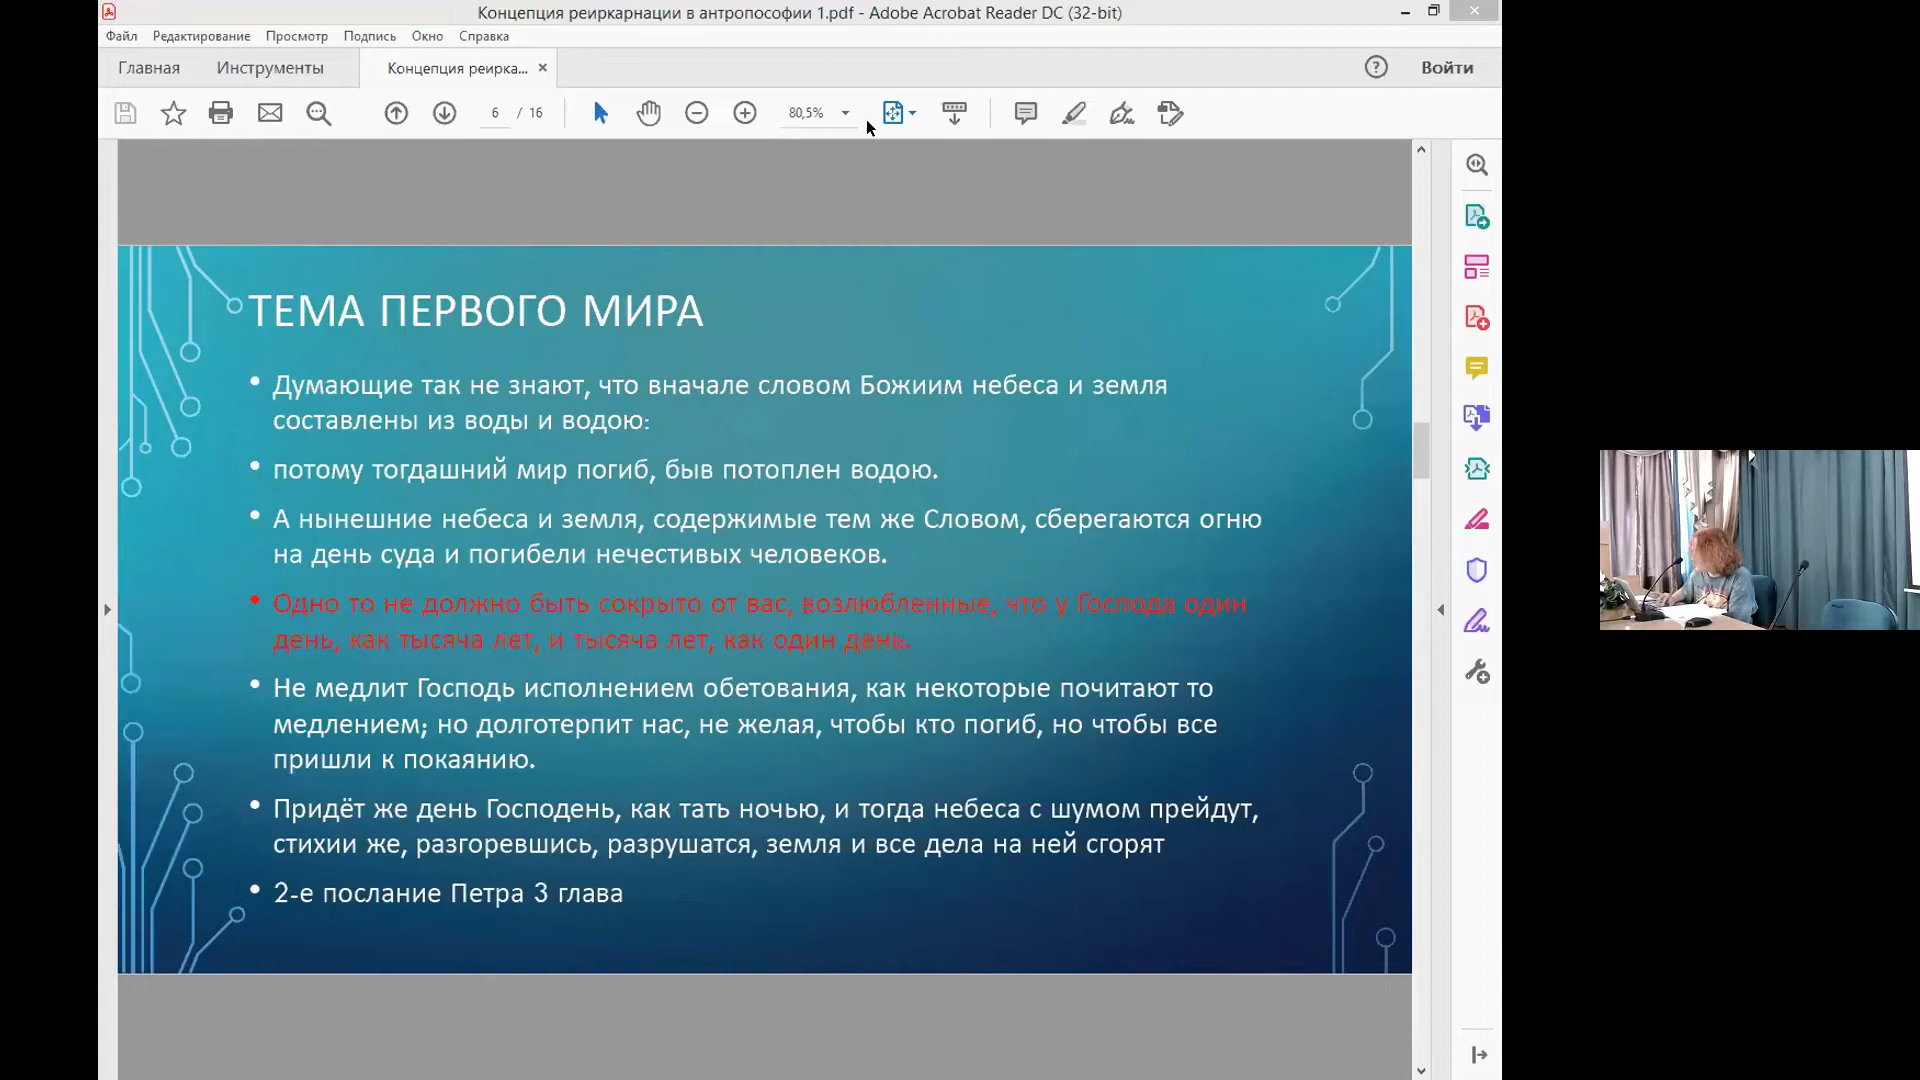 Концепция реиркарнации в антропософии 1.pdf - Adobe Acrobat Reader DC (32-bit)
Файл Редактирование Просмотр Подпись Окно Справка
Главная Инструменты Концепция реирка... Войти
6 / 16 80,5%
ТЕМА ПЕРВОГО МИРА
• Думающие так не знают, что вначале словом Божиим небеса и земля
составлены из воды и водою:
• потому тогдашний мир погиб, быв потоплен водою.
• А нынешние небеса и земля, содержимые тем же Словом, сберегаются огню
на день суда и погибели нечестивых человеков.
• Одно то не должно быть сокрыто от вас, возлюбленные, что у Господа один
день, как тысяча лет, и тысяча лет, как один день.
• Не медлит Господь исполнением обетования, как некоторые почитают то
медлением; но долготерпит нас, не желая, чтобы кто погиб, но чтобы все
пришли к покаянию.
• Придёт же день Господень, как тать ночью, и тогда небеса с шумом прейдут,
стихии же, разгоревшись, разрушатся, земля и все дела на ней сгорят
• 2-е послание Петра 3 глава